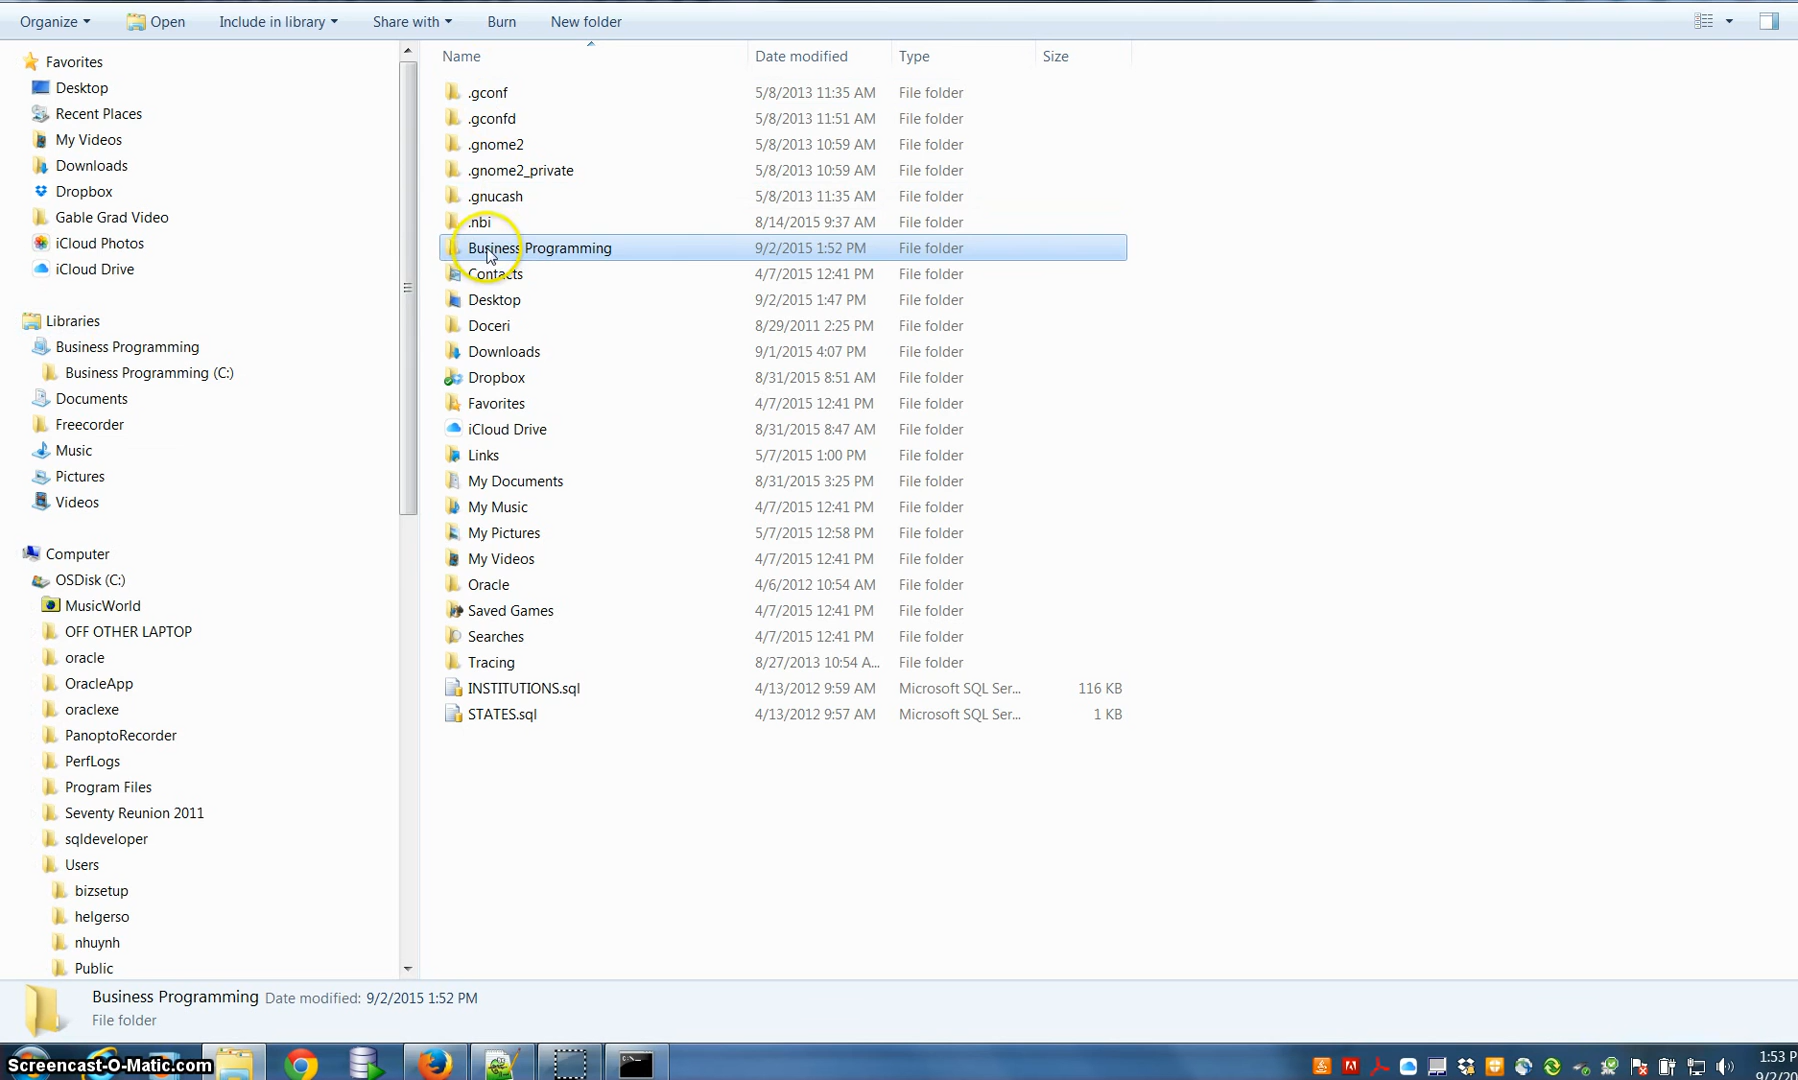 Organize Open Include in library Share with Burn New folder
Favorites
Desktop
Recent Places
My Videos
Downloads
Dropbox
Gable Grad Video
iCloud Photos
iCloud Drive
Libraries
Business Programming
Business Programming (C:)
Documents
Freecorder
Music
Pictures
Videos
Computer
OSDisk (C:)
MusicWorld
OFF OTHER LAPTOP
oracle
OracleApp
oraclexe
PanoptoRecorder
PerfLogs
Program Files
Seventy Reunion 2011
sqldeveloper
Users
bizsetup
helgerso
nhuynh
Public
Name Date modified Type Size
.gconf 5/8/2013 11:35 AM File folder
.gconfd 5/8/2013 11:51 AM File folder
.gnome2 5/8/2013 10:59 AM File folder
.gnome2_private 5/8/2013 10:59 AM File folder
.gnucash 5/8/2013 11:35 AM File folder
.nbi 8/14/2015 9:37 AM File folder
Business Programming 9/2/2015 1:52 PM File folder
Contacts 4/7/2015 12:41 PM File folder
Desktop 9/2/2015 1:47 PM File folder
Doceri 8/29/2011 2:25 PM File folder
Downloads 9/1/2015 4:07 PM File folder
Dropbox 8/31/2015 8:51 AM File folder
Favorites 4/7/2015 12:41 PM File folder
iCloud Drive 8/31/2015 8:47 AM File folder
Links 5/7/2015 1:00 PM File folder
My Documents 8/31/2015 3:25 PM File folder
My Music 4/7/2015 12:41 PM File folder
My Pictures 5/7/2015 12:58 PM File folder
My Videos 4/7/2015 12:41 PM File folder
Oracle 4/6/2012 10:54 AM File folder
Saved Games 4/7/2015 12:41 PM File folder
Searches 4/7/2015 12:41 PM File folder
Tracing 8/27/2013 10:54 A... File folder
INSTITUTIONS.sql 4/13/2012 9:59 AM Microsoft SQL Ser... 116 KB
STATES.sql 4/13/2012 9:57 AM Microsoft SQL Ser... 1 KB
Business Programming Date modified: 9/2/2015 1:52 PM
File folder
Screencast-O-Matic.com
1:53 P
9/2/20